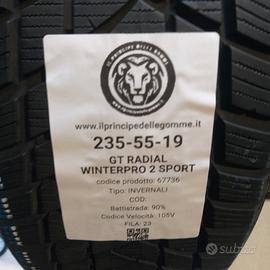 IL PRINCIPE DELLE GOMME
www.ilprincipedellegomme.it
235-55-19
GT RADIAL
WINTERPRO 2 SPORT
codice prodotto: 67736
Tipo: INVERNALI
COD:
Battistrada: 90%
Codice Velocità: 105V
FILA: 23
subito